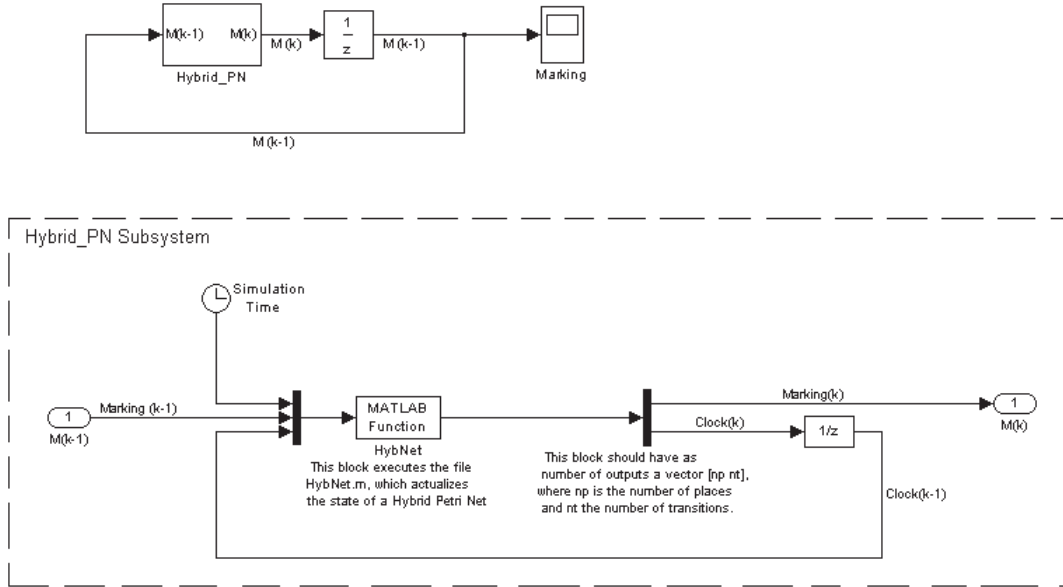 M(k-1)
M(k)
M(k)
1
z
M(k-1)
Hybrid_PN
Marking
M(k-1)
Hybrid_PN Subsystem
Simulation
Time
1
Marking (k-1)
M(k-1)
MATLAB
Function
HybNet
This block executes the file
HybNet.m, which actualizes
the state of a Hybrid Petri Net
Marking(k)
Clock(k)
1/z
1
M(k)
This block should have as
number of outputs a vector [np nt],
where np is the number of places
and nt the number of transitions.
Clock(k-1)